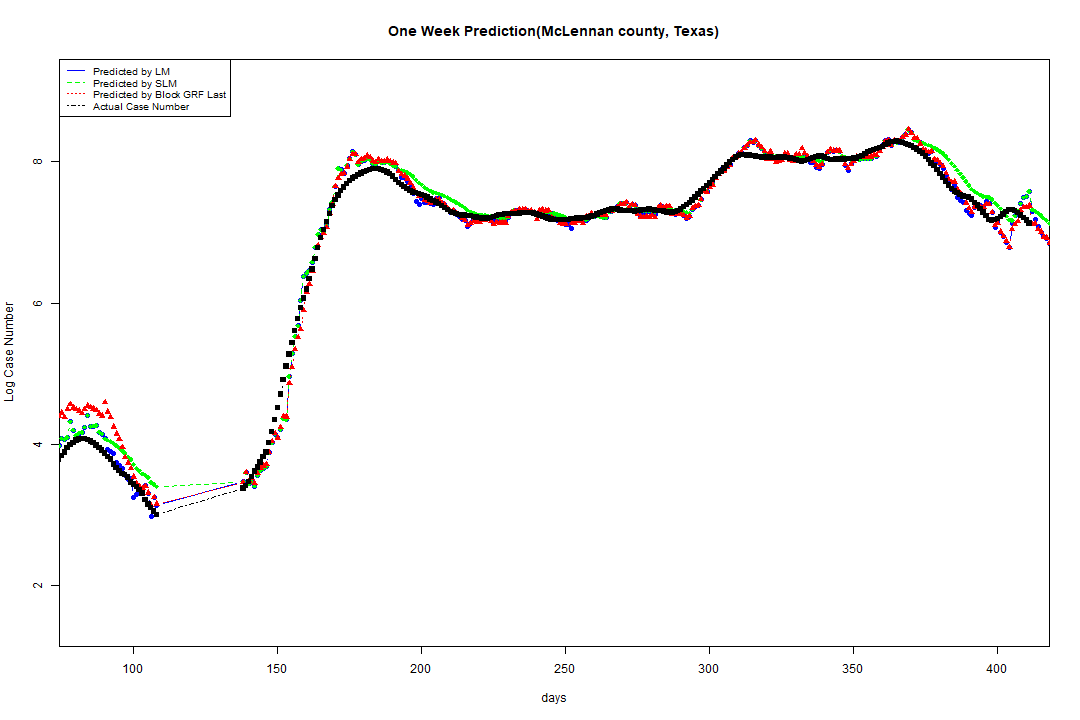 One Week Prediction(McLennan county, Texas)
Predicted by LM
Predicted by SLM
Predicted by Block GRF Last
Actual Case Number
8
6
4
2
Log Case Number
100 150 200 250 300 350 400
days